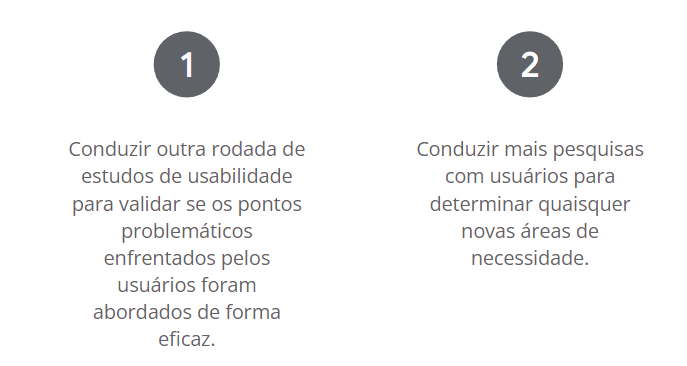 1
Conduzir outra rodada de
estudos de usabilidade
para validar se os pontos
problemáticos
enfrentados pelos
usuários foram
abordados de forma
eficaz.
2
Conduzir mais pesquisas
com usuários para
determinar quaisquer
novas áreas de
necessidade.